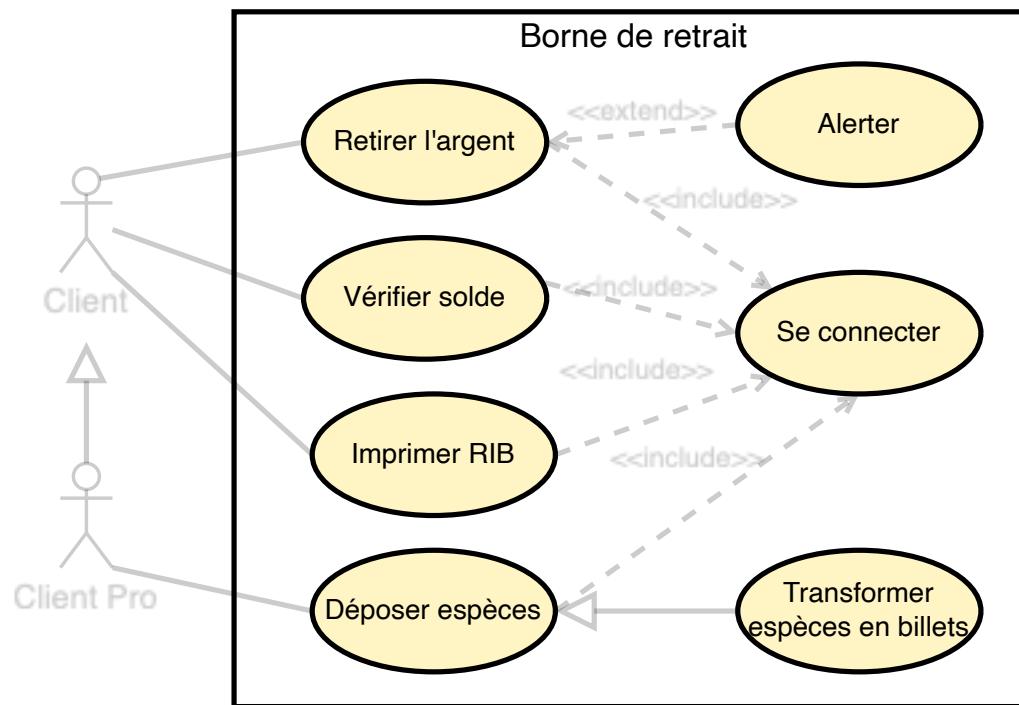 Borne de retrait
Retirer l'argent
<<extend>>
Alerter
<<include>>
Client
Vérifier solde
<<include>>
Se connecter
<<include>>
Imprimer RIB
<<include>>
Client Pro
Déposer espèces
Transformer
espèces en billets